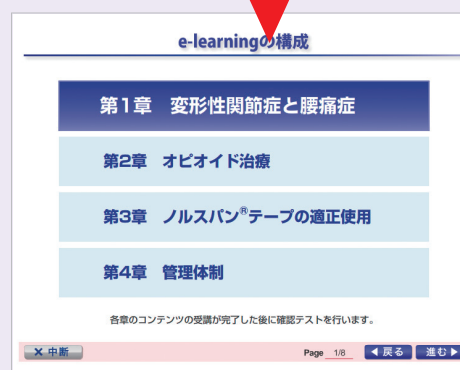 e-learningの構成
第1章 変形性関節症と腰痛症
第2章 オピオイド治療
第3章 ノルスパン®テープの適正使用
第4章 管理体制
各章のコンテンツの受講が完了した後に確認テストを行います。
✕ 中断 Page 1/8 ◀ 戻る 進む ▶